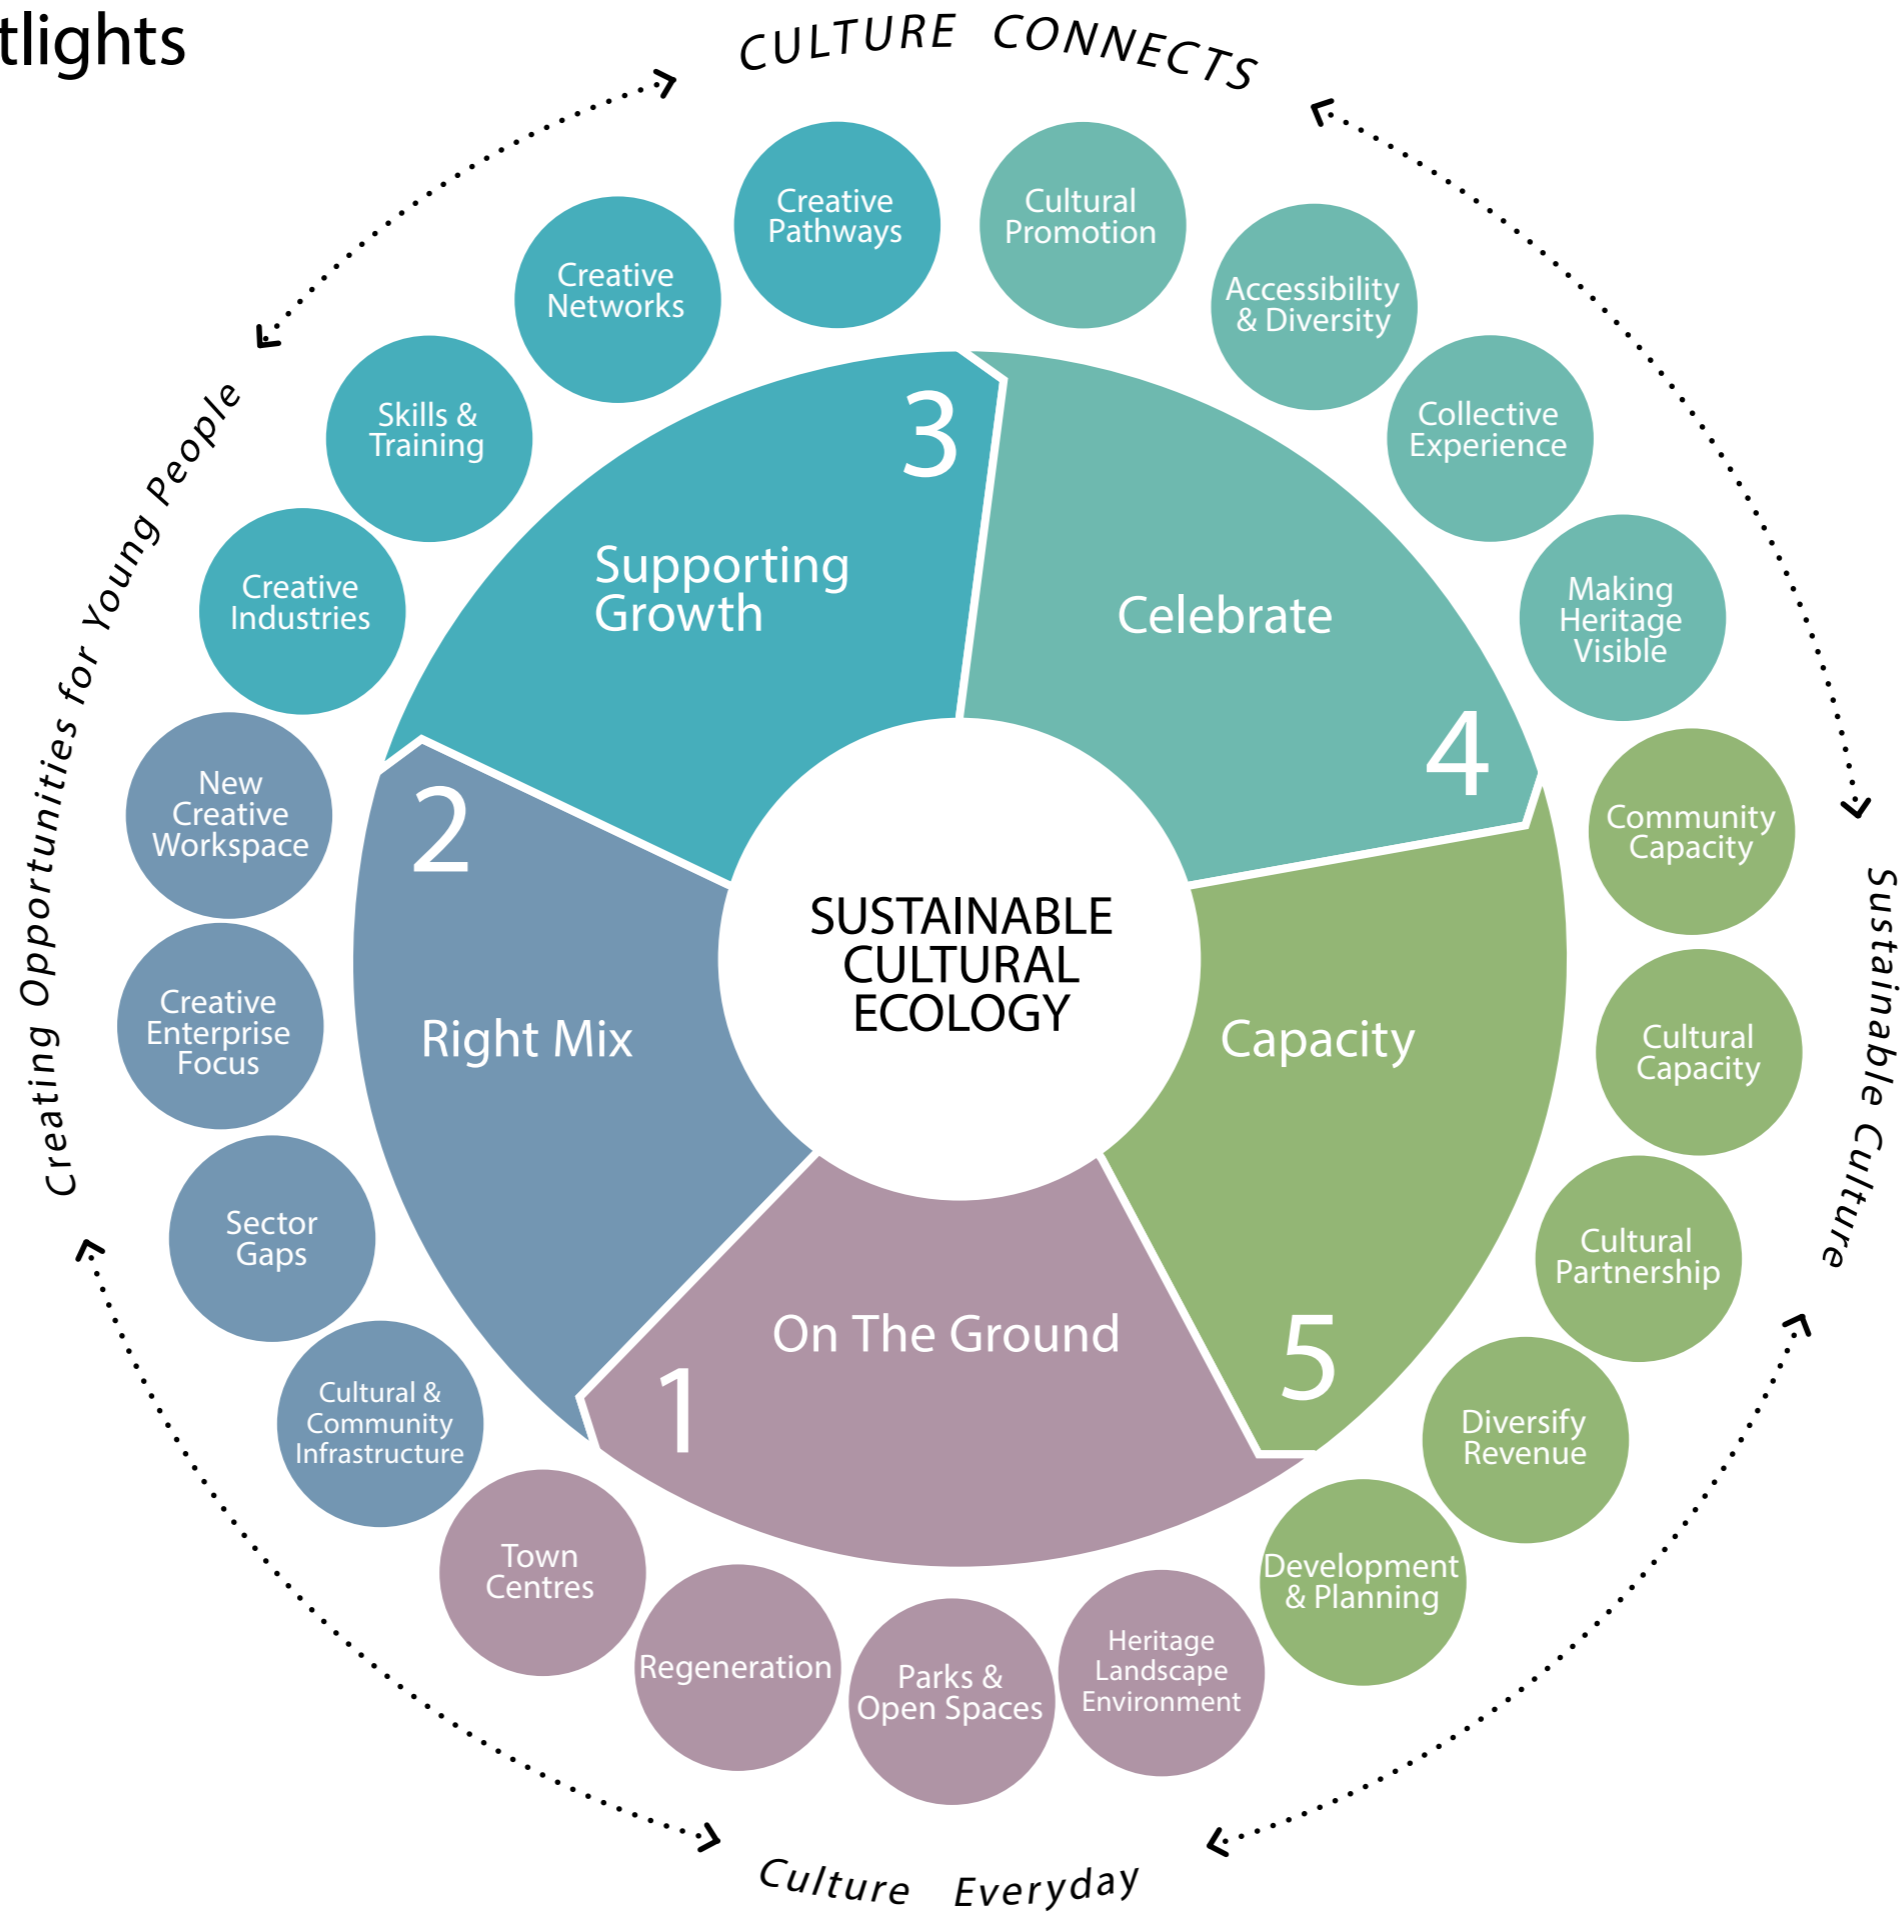 tlights
CULTURE CONNECTS
Creative
Pathways
Cultural
Promotion
Creative
Networks
Accessibility
& Diversity
Skills &
Training
Collective
Experience
Creative
Industries
Making
Heritage
Visible
New
Creative
Workspace
Community
Capacity
Creative
Enterprise
Focus
Cultural
Capacity
Sector
Gaps
Cultural
Partnership
Cultural &
Community
Infrastructure
Diversify
Revenue
Town
Centres
Development
& Planning
Regeneration
Parks &
Open Spaces
Heritage
Landscape
Environment
3
Supporting
Growth
Celebrate
4
2
Right Mix
SUSTAINABLE
CULTURAL
ECOLOGY
Capacity
5
On The Ground
1
Creating Opportunities for Young People
Sustainable Culture
Culture Everyday